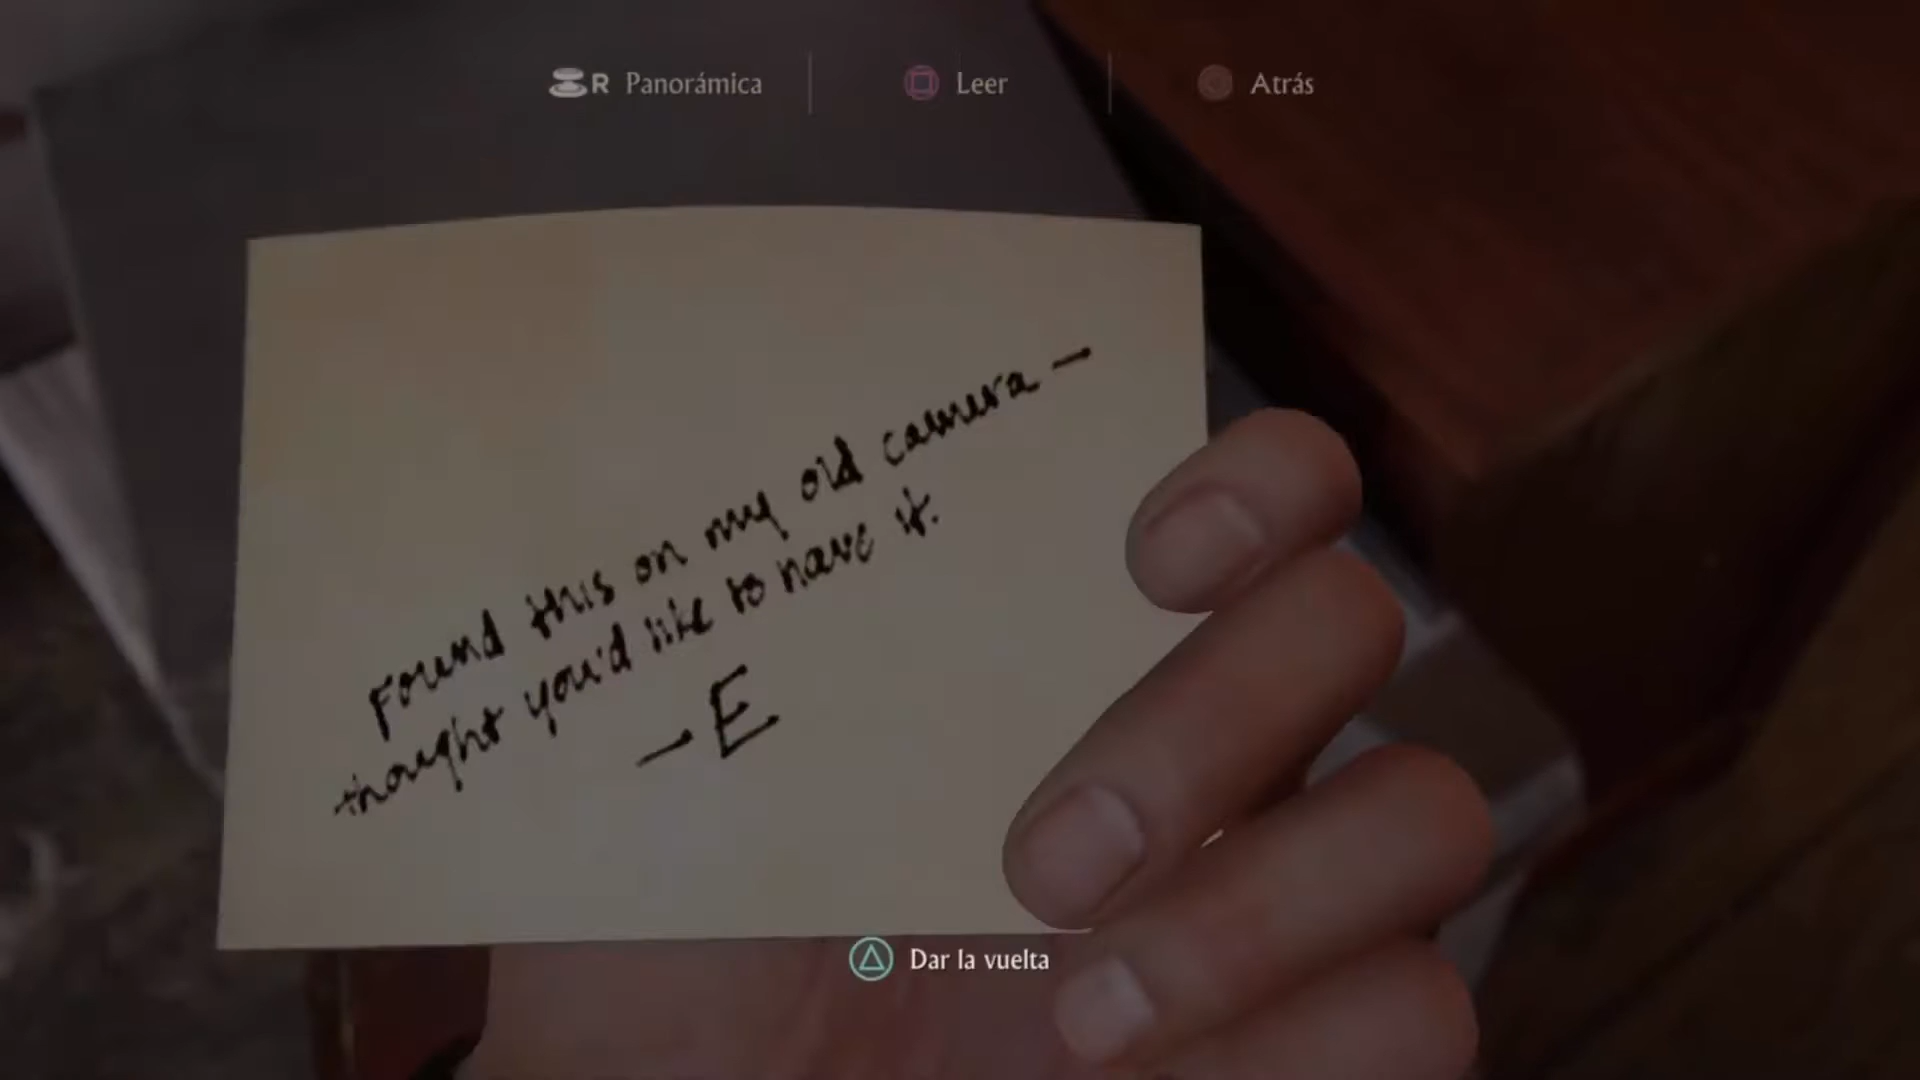 R Panorámica
Leer
Atrás
Found this on my old camera —
thought you'd like to have it.
— E
Dar la vuelta